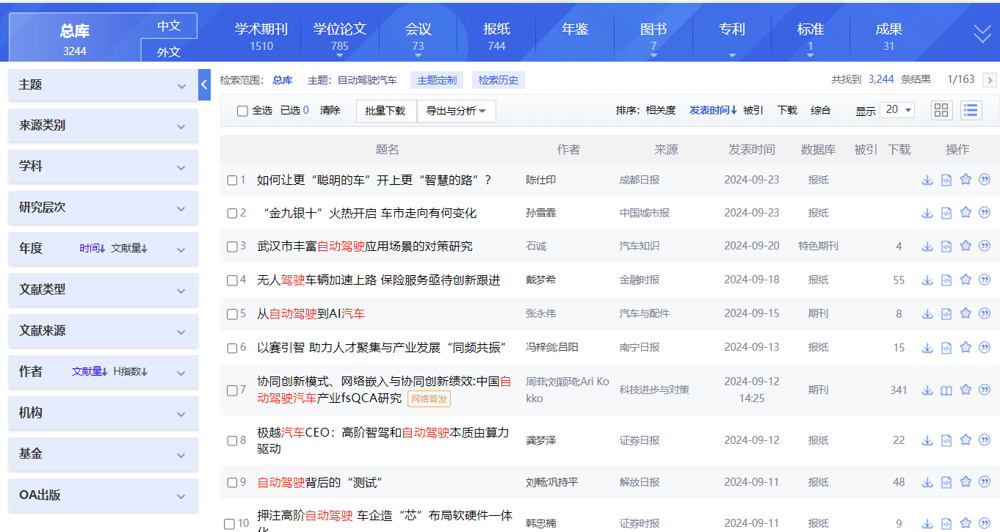 总库
3244
中文
外文
学术期刊
1510
学位论文
785
会议
73
报纸
744
年鉴
图书
7
专利
标准
1
成果
31
主题
来源类别
学科
研究层次
年度 时间↓ 文献量↓
文献类型
文献来源
作者 文献量↓ H指数↓
机构
基金
OA出版
检索范围: 总库 主题: 自动驾驶汽车 主题定制 检索历史 共找到 3,244 条结果 1/163 >
全选 已选 0 清除 批量下载 导出与分析 排序: 相关度 发表时间↓ 被引 下载 综合 显示 20
题名 作者 来源 发表时间 数据库 被引 下载 操作
1 如何让更“聪明的车”开上更“智慧的路”? 陈仕印 成都日报 2024-09-23 报纸
2 “金九银十”火热开启 车市走向有何变化 孙雪霏 中国城市报 2024-09-23 报纸
3 武汉市丰富自动驾驶应用场景的对策研究 石诚 汽车知识 2024-09-20 特色期刊 4
4 无人驾驶车辆加速上路 保险服务亟待创新跟进 戴梦希 金融时报 2024-09-18 报纸 55
5 从自动驾驶到AI汽车 张永伟 汽车与配件 2024-09-15 期刊 8
6 以赛引智 助力人才聚集与产业发展“同频共振” 冯梓剑;吕阳 南宁日报 2024-09-13 报纸 15
7 协同创新模式、网络嵌入与协同创新绩效:中国自
动驾驶汽车产业fsQCA研究 网络首发
周菲;刘颖琦;Ari Ko
kko
科技进步与对策
2024-09-12
14:25
期刊 341
8 极越汽车CEO：高阶智驾和自动驾驶本质由算力
驱动
龚梦泽 证券日报 2024-09-12 报纸 22
9 自动驾驶背后的“测试” 刘畅;巩持平 解放日报 2024-09-11 报纸 48
10 押注高阶自动驾驶 车企造“芯”布局软硬件一体
化
韩忠楠 证券时报 2024-09-11 报纸 9